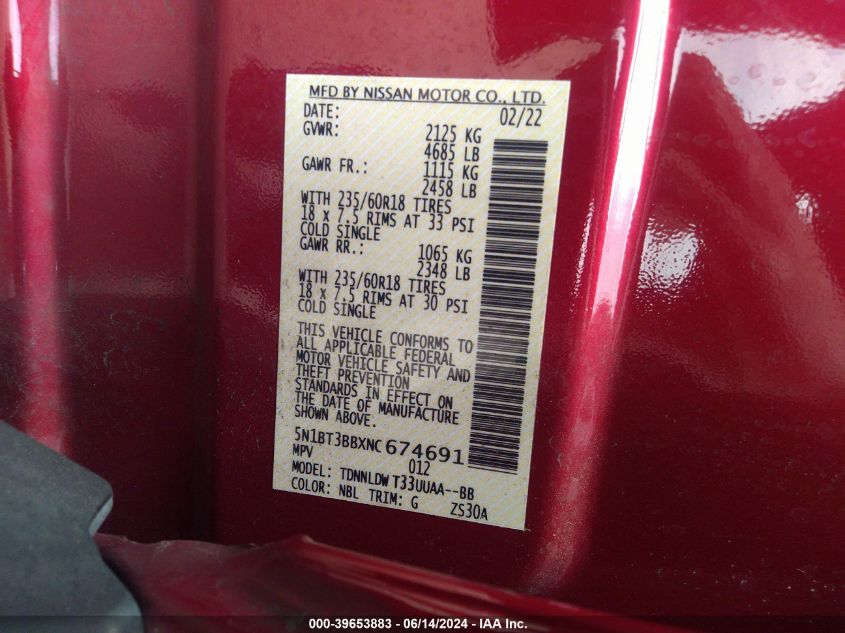 MFD BY NISSAN MOTOR CO., LTD.
DATE: 02/22
GVWR: 2125 KG
4685 LB
GAWR FR.: 1115 KG
2458 LB
WITH 235/60R18 TIRES
18 x 7.5 RIMS AT 33 PSI
COLD SINGLE
GAWR RR.: 1065 KG
2348 LB
WITH 235/60R18 TIRES
18 x 7.5 RIMS AT 30 PSI
COLD SINGLE
THIS VEHICLE CONFORMS TO
ALL APPLICABLE FEDERAL
MOTOR VEHICLE SAFETY AND
THEFT PREVENTION
STANDARDS IN EFFECT ON
THE DATE OF MANUFACTURE
SHOWN ABOVE.
5N1BT3BBXNC674691
MPV 012
MODEL: TDNNLDW T33UUAA--BB
COLOR: NBL TRIM: G ZS30A
000-39653883 - 06/14/2024 - IAA Inc.